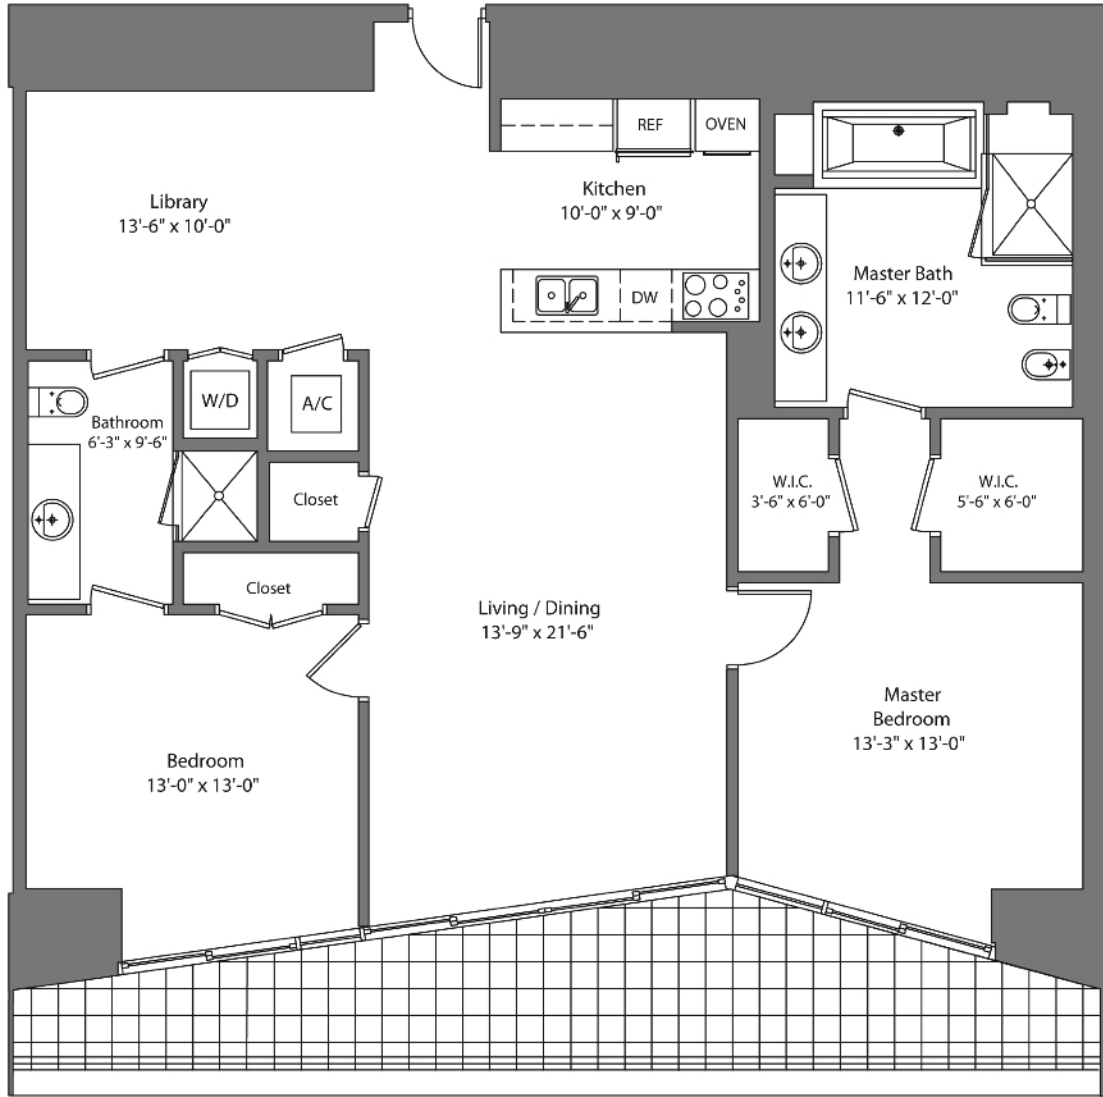 REF
OVEN
Kitchen
10'-0" x 9'-0"
Library
13'-6" x 10'-0"
Master Bath
11'-6" x 12'-0"
DW
W/D
A/C
Bathroom
6'-3" x 9'-6"
Closet
W.I.C.
3'-6" x 6'-0"
W.I.C.
5'-6" x 6'-0"
Closet
Living / Dining
13'-9" x 21'-6"
Master
Bedroom
13'-3" x 13'-0"
Bedroom
13'-0" x 13'-0"